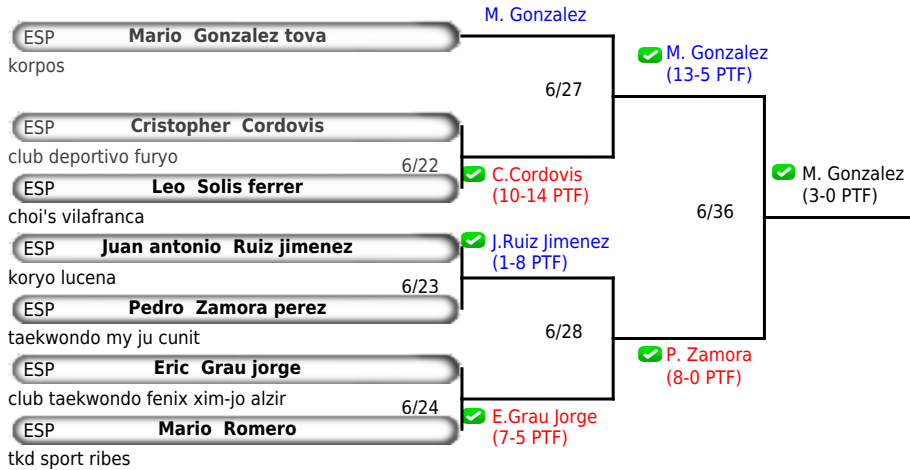 M. Gonzalez
ESP Mario Gonzalez tova
korpos
M. Gonzalez
(13-5 PTF)
6/27
ESP Cristopher Cordovis
club deportivo furyo
6/22
C.Cordovis
(10-14 PTF)
ESP Leo Solis ferrer
choi's vilafranca
M. Gonzalez
(3-0 PTF)
6/36
ESP Juan antonio Ruiz jimenez
koryo lucena
J.Ruiz Jimenez
(1-8 PTF)
6/23
ESP Pedro Zamora perez
taekwondo my ju cunit
6/28
P. Zamora
(8-0 PTF)
ESP Eric Grau jorge
club taekwondo fenix xim-jo alzir
6/24
E.Grau Jorge
(7-5 PTF)
ESP Mario Romero
tkd sport ribes